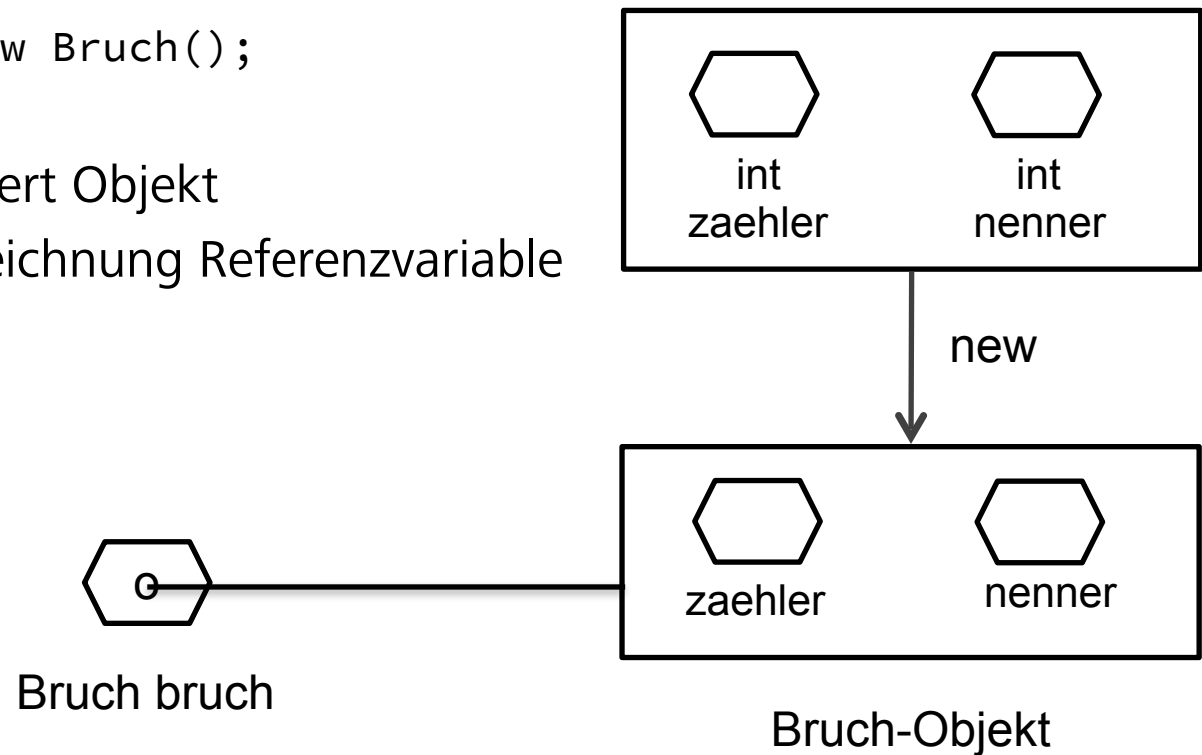 w Bruch();
ert Objekt
eichnung Referenzvariable
int
zaehler
int
nenner
new
zaehler
nenner
Bruch bruch
Bruch-Objekt